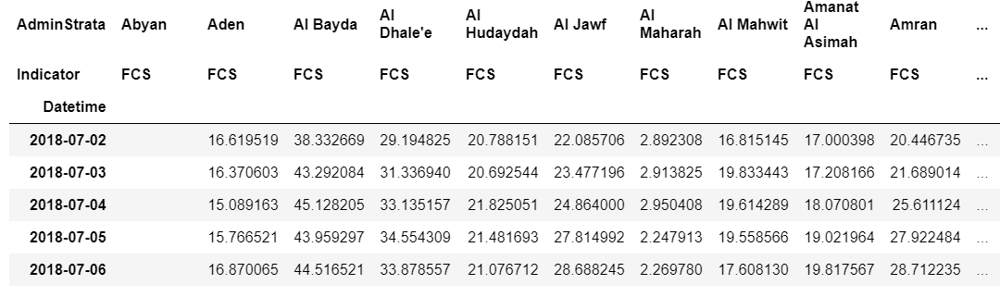 AdminStrata Abyan Aden Al Bayda Al Dhale'e Al Hudaydah Al Jawf Al Maharah Al Mahwit Amanat Al Asimah Amran ...
Indicator FCS FCS FCS FCS FCS FCS FCS FCS FCS FCS ...
Datetime
2018-07-02 16.619519 38.332669 29.194825 20.788151 22.085706 2.892308 16.815145 17.000398 20.446735 ...
2018-07-03 16.370603 43.292084 31.336940 20.692544 23.477196 2.913825 19.833443 17.208166 21.689014 ...
2018-07-04 15.089163 45.128205 33.135157 21.825051 24.864000 2.950408 19.614289 18.070801 25.611124 ...
2018-07-05 15.766521 43.959297 34.554309 21.481693 27.814992 2.247913 19.558566 19.021964 27.922484 ...
2018-07-06 16.870065 44.516521 33.878557 21.076712 28.688245 2.269780 17.608130 19.817567 28.712235 ...